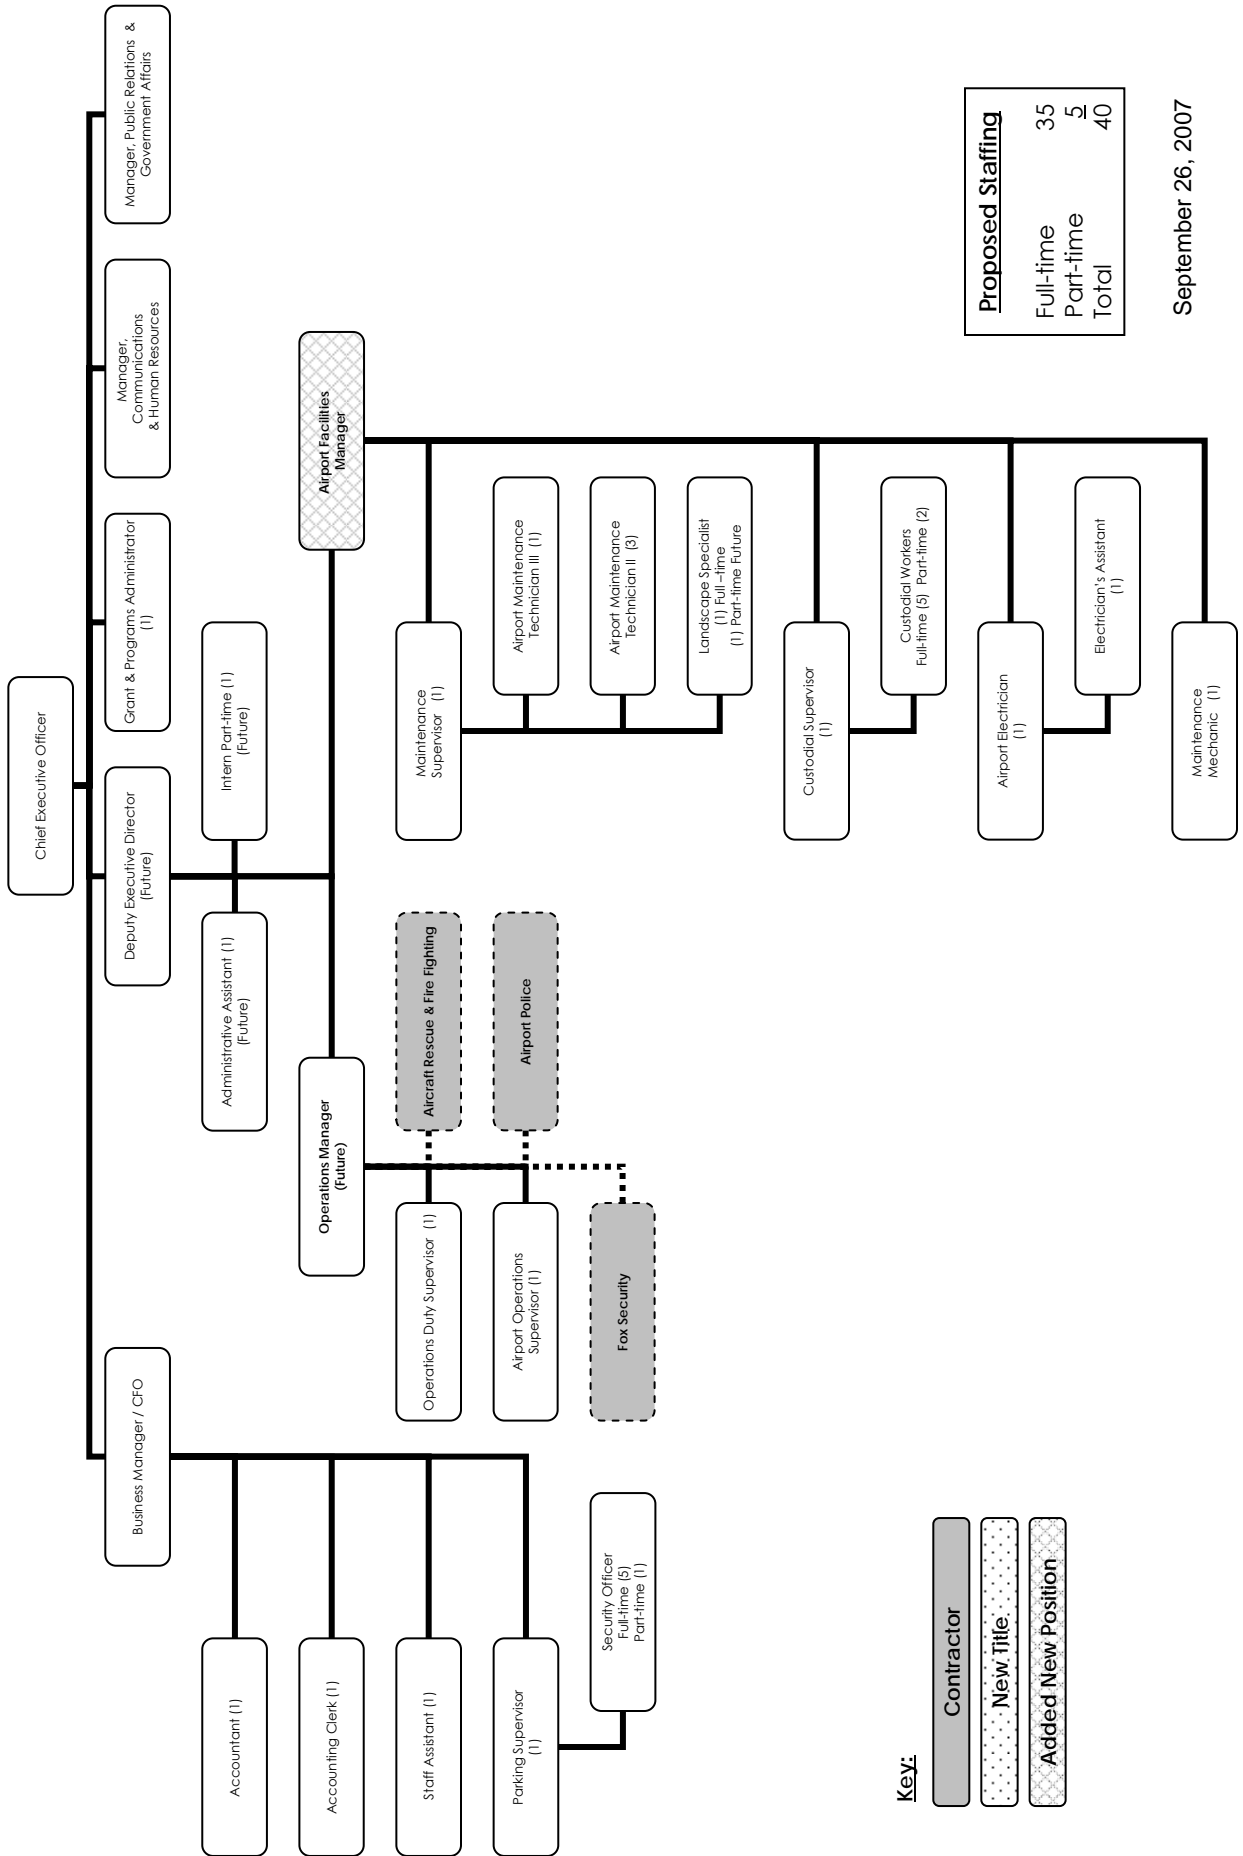 Chief Executive Officer
Business Manager / CFO
Deputy Executive Director
(Future)
Grant & Programs Administrator
(1)
Manager,
Communications
& Human Resources
Manager, Public Relations &
Government Affairs
Accountant (1)
Accounting Clerk (1)
Staff Assistant (1)
Parking Supervisor
(1)
Security Officer
Full-time (5)
Part-time (1)
Administrative Assistant (1)
(Future)
Intern Part-time (1)
(Future)
Operations Manager
(Future)
Operations Duty Supervisor (1)
Aircraft Rescue & Fire Fighting
Airport Operations
Supervisor (1)
Airport Police
Fox Security
Airport Facilities
Manager
Maintenance
Supervisor (1)
Airport Maintenance
Technician III (1)
Airport Maintenance
Technician II (3)
Landscape Specialist
(1) Full –time
(1) Part-time Future
Custodial Supervisor
(1)
Custodial Workers
Full-time (5) Part-time (2)
Airport Electrician
(1)
Electrician's Assistant
(1)
Maintenance
Mechanic (1)
Key:
Contractor
New Title
Added New Position
Proposed Staffing
Full-time 35
Part-time 5
Total 40
September 26, 2007